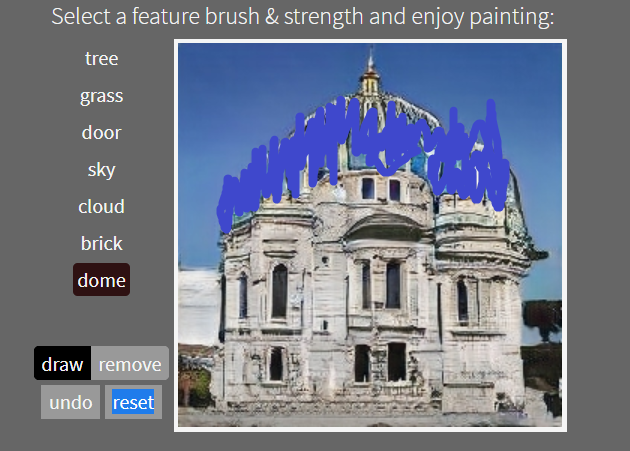 Select a feature brush & strength and enjoy painting:
tree
grass
door
sky
cloud
brick
dome
draw remove
undo reset